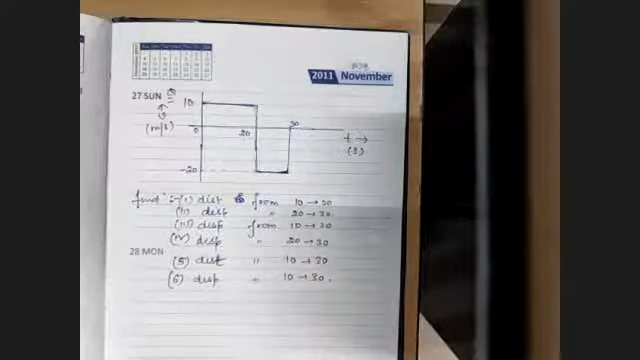 2011 November
27 SUN
10
(m/s)
0
20
30
t →
(s)
-20
find :- (i) dist from 10 → 20
(ii) disp " 20 → 30.
(iii) disp from 10 → 20
(iv) disp " 20 → 30
28 MON
(5) dist " 10 → 30
(6) disp " 10 → 30.